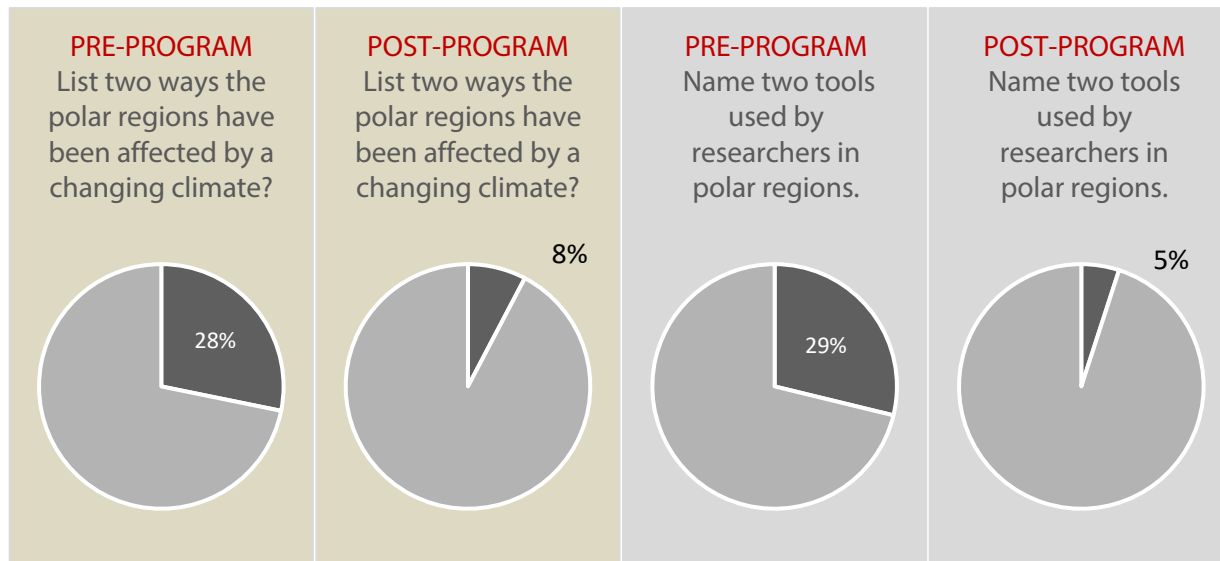 PRE-PROGRAM
List two ways the
polar regions have
been affected by a
changing climate?
28%
POST-PROGRAM
List two ways the
polar regions have
been affected by a
changing climate?
8%
PRE-PROGRAM
Name two tools
used by
researchers in
polar regions.
29%
POST-PROGRAM
Name two tools
used by
researchers in
polar regions.
5%